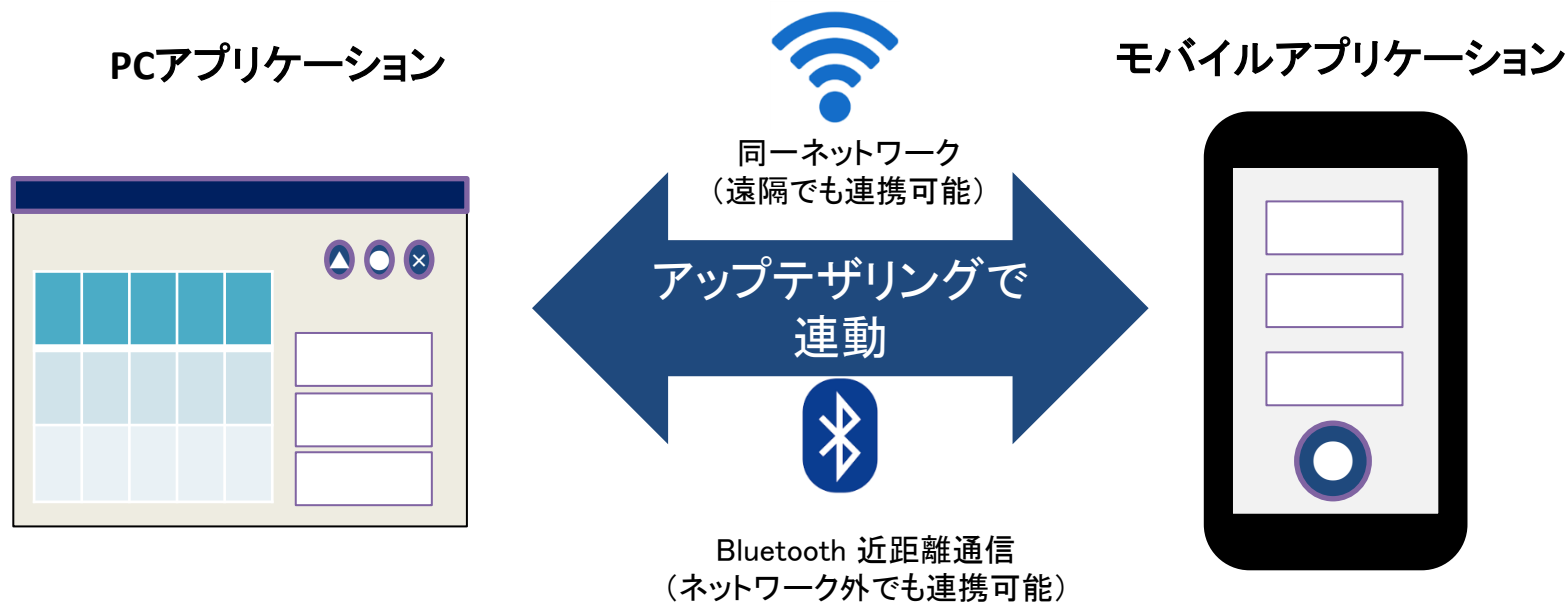 PCアプリケーション
モバイルアプリケーション
同一ネットワーク
（遠隔でも連携可能）
アップテザリングで
連動
Bluetooth 近距離通信
（ネットワーク外でも連携可能）